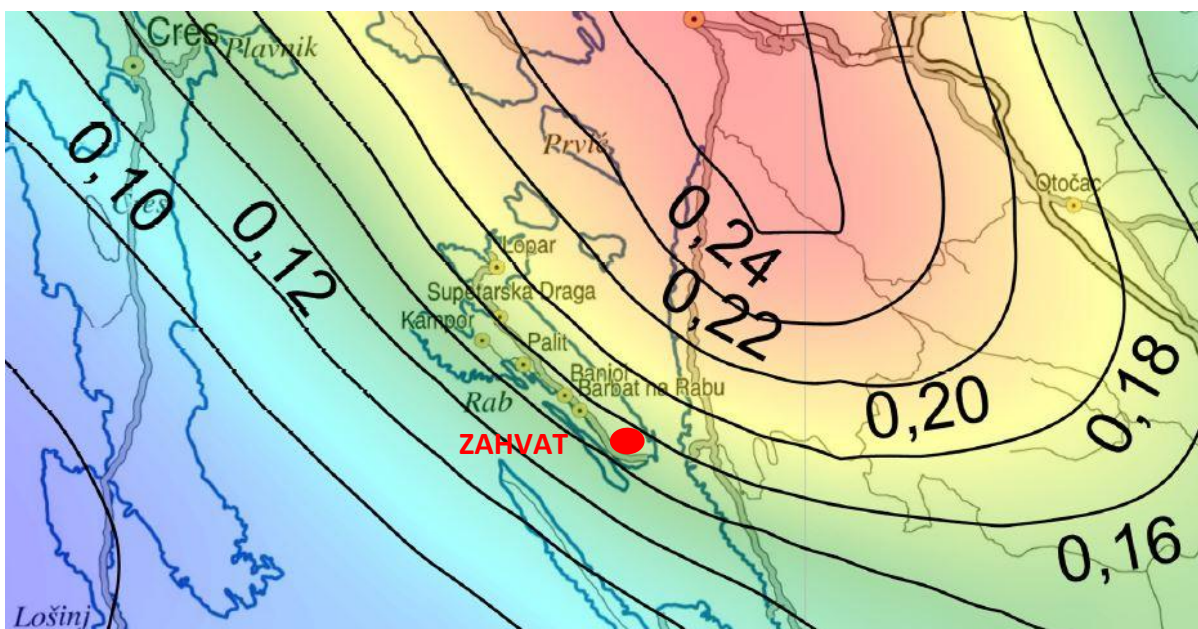 Cres
Plavnik
Prvić
0,10
Cres
0,12
0,24
Otočac
Lopar
Supetarska Draga
0,22
Kampor
Palit
Banjol
Barbat na Rabu
Rab
0,20
0,18
ZAHVAT
0,16
Lošinj